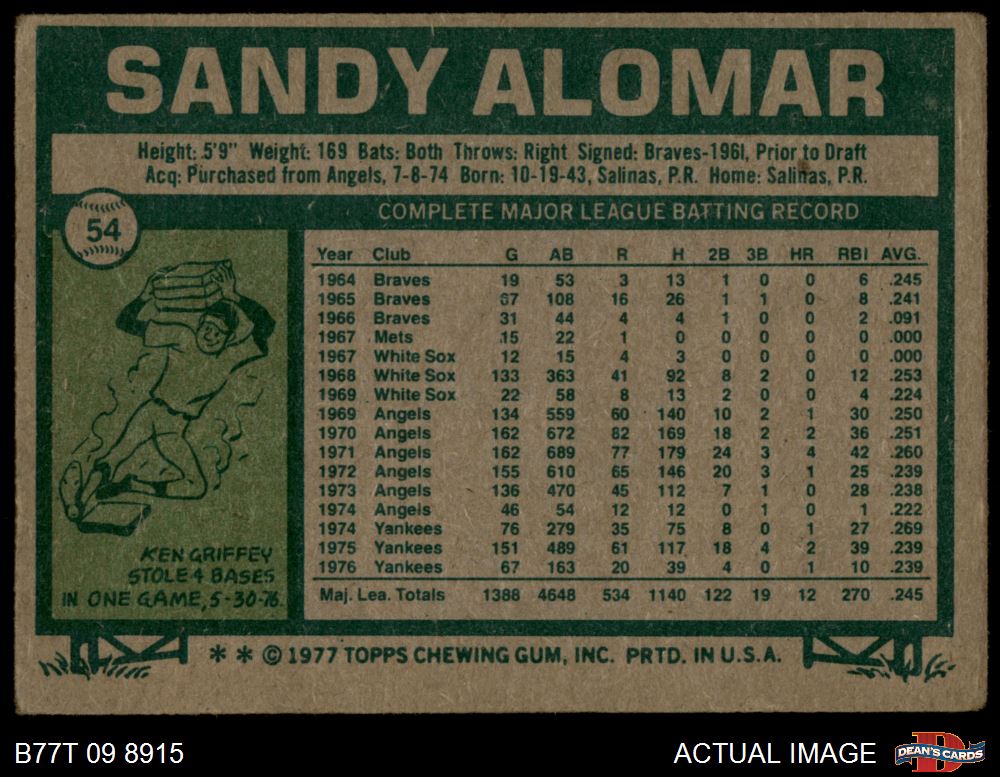 SANDY ALOMAR
Height: 5'9" Weight: 169 Bats: Both Throws: Right Signed: Braves-1961, Prior to Draft
Acq: Purchased from Angels, 7-8-74 Born: 10-19-43, Salinas, P.R. Home: Salinas, P.R.
54
COMPLETE MAJOR LEAGUE BATTING RECORD
Year Club G AB R H 2B 3B HR RBI AVG.
1964 Braves 19 53 3 13 1 0 0 6 .245
1965 Braves 67 108 16 26 1 1 0 8 .241
1966 Braves 31 44 4 4 1 0 0 2 .091
1967 Mets 15 22 1 0 0 0 0 0 .000
1967 White Sox 12 15 4 3 0 0 0 0 .000
1968 White Sox 133 363 41 92 8 2 0 12 .253
1969 White Sox 22 58 8 13 2 0 0 4 .224
1969 Angels 134 559 60 140 10 2 1 30 .250
1970 Angels 162 672 82 169 18 2 2 36 .251
1971 Angels 162 689 77 179 24 3 4 42 .260
1972 Angels 155 610 65 146 20 3 1 25 .239
1973 Angels 136 470 45 112 7 1 0 28 .238
1974 Angels 46 54 12 12 0 1 0 1 .222
1974 Yankees 76 279 35 75 8 0 1 27 .269
1975 Yankees 151 489 61 117 18 4 2 39 .239
1976 Yankees 67 163 20 39 4 0 1 10 .239
Maj. Lea. Totals 1388 4648 534 1140 122 19 12 270 .245
KEN GRIFFEY
STOLE 4 BASES
IN ONE GAME, 5-30-76.
* * © 1977 TOPPS CHEWING GUM, INC. PRTD. IN U.S.A.
B77T 09 8915
ACTUAL IMAGE
D
DEAN'S CARDS